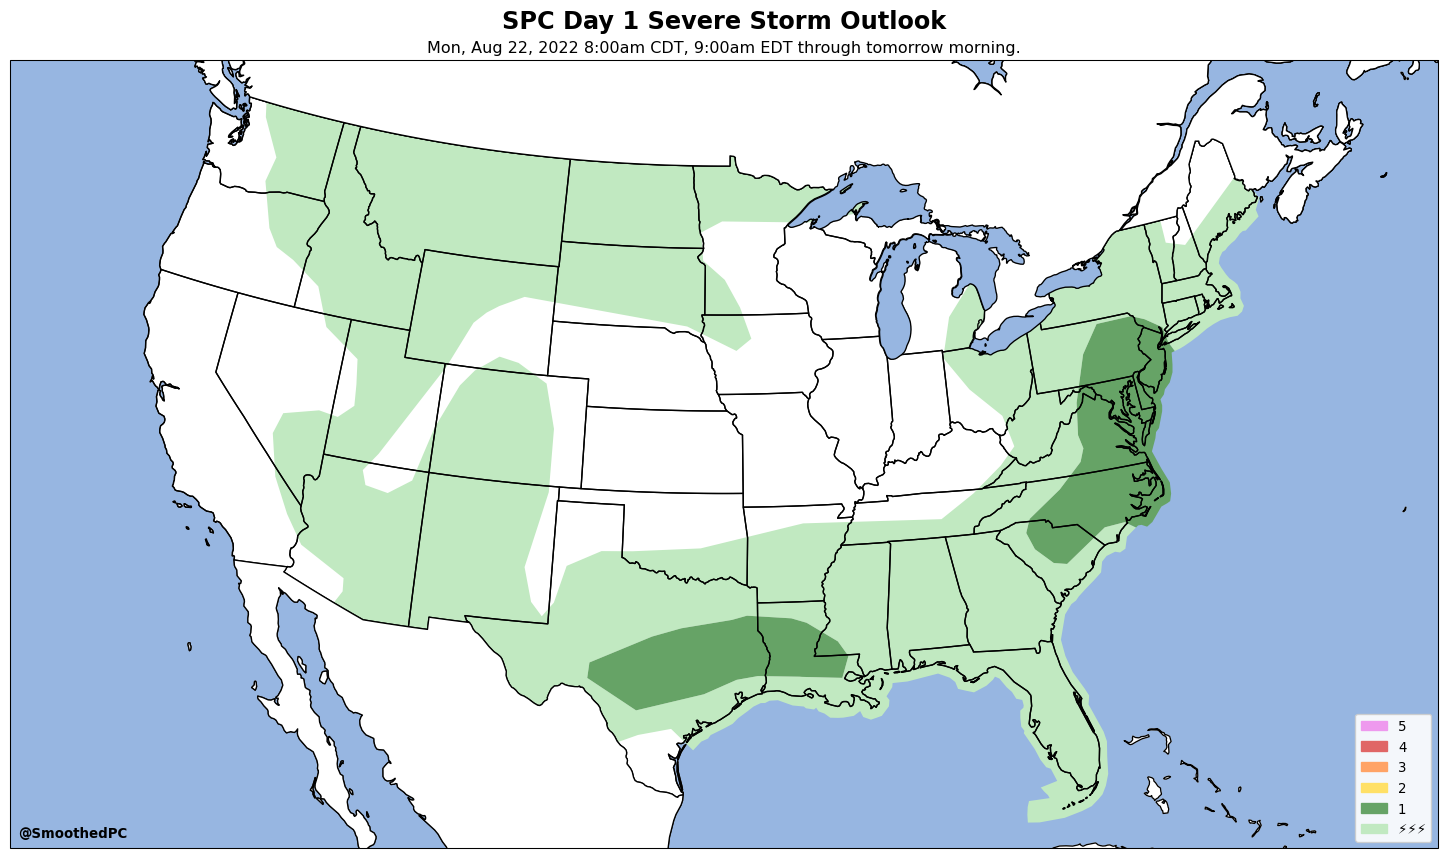 SPC Day 1 Severe Storm Outlook
Mon, Aug 22, 2022 8:00am CDT, 9:00am EDT through tomorrow morning.
5
4
3
2
1
⚡⚡⚡
@SmoothedPC